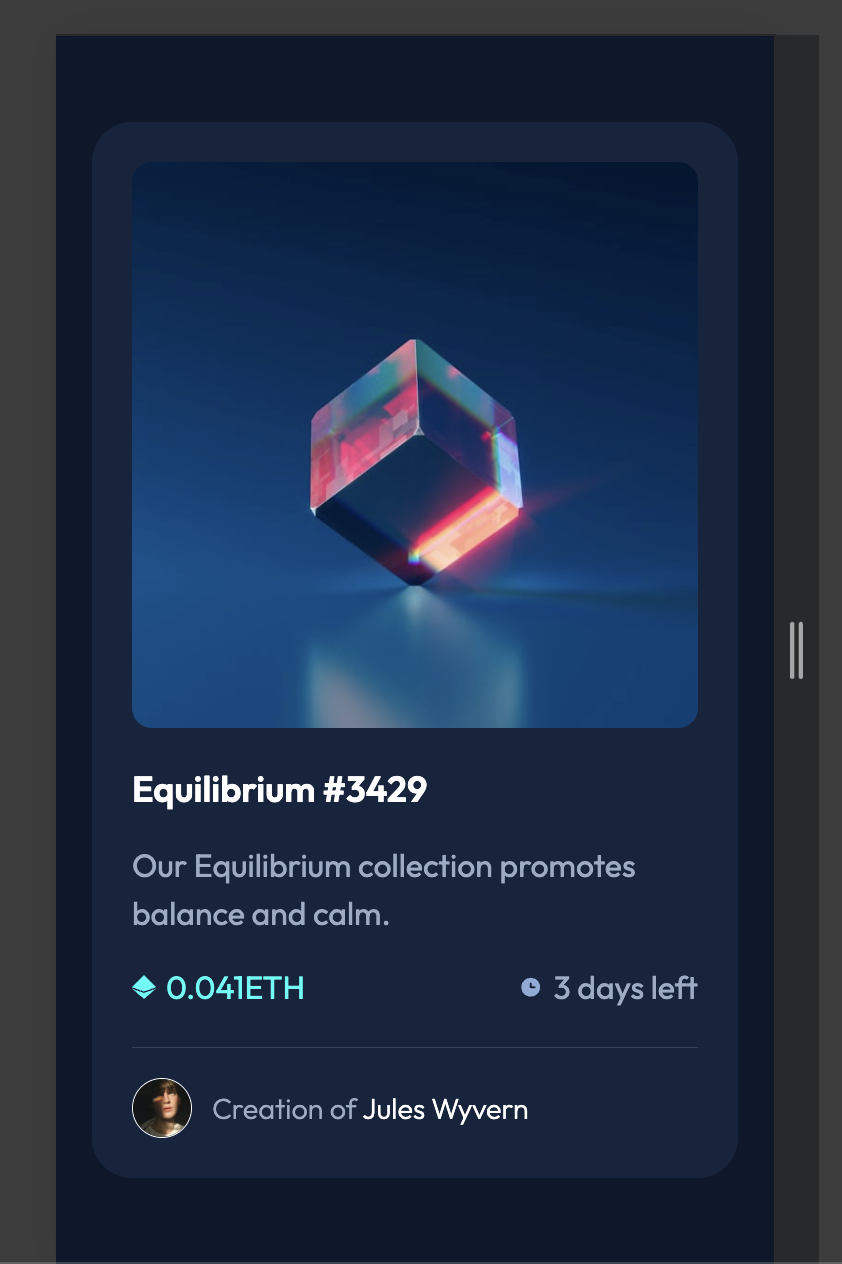 Equilibrium #3429
Our Equilibrium collection promotes
balance and calm.
0.041ETH
3 days left
Creation of Jules Wyvern